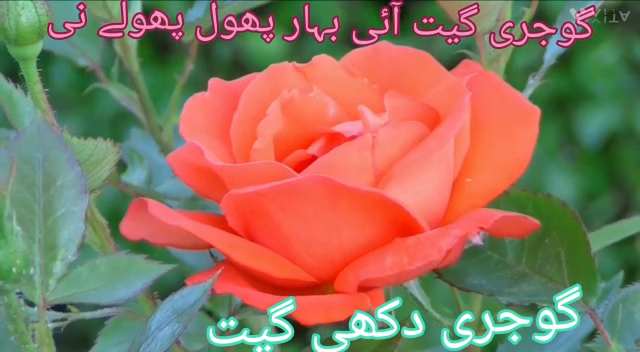 گوجری گیت آئی بہار پھول پھولے نی
گوجری دکھی گیت